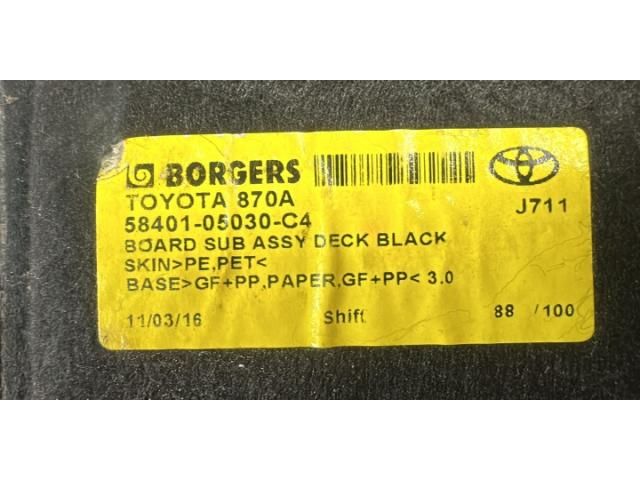 BORGERS
TOYOTA 870A
58401-05030-C4
J711
BOARD SUB ASSY DECK BLACK
SKIN>PE,PET<
BASE>GF+PP,PAPER,GF+PP< 3.0
11/03/16 Shift 88 /100